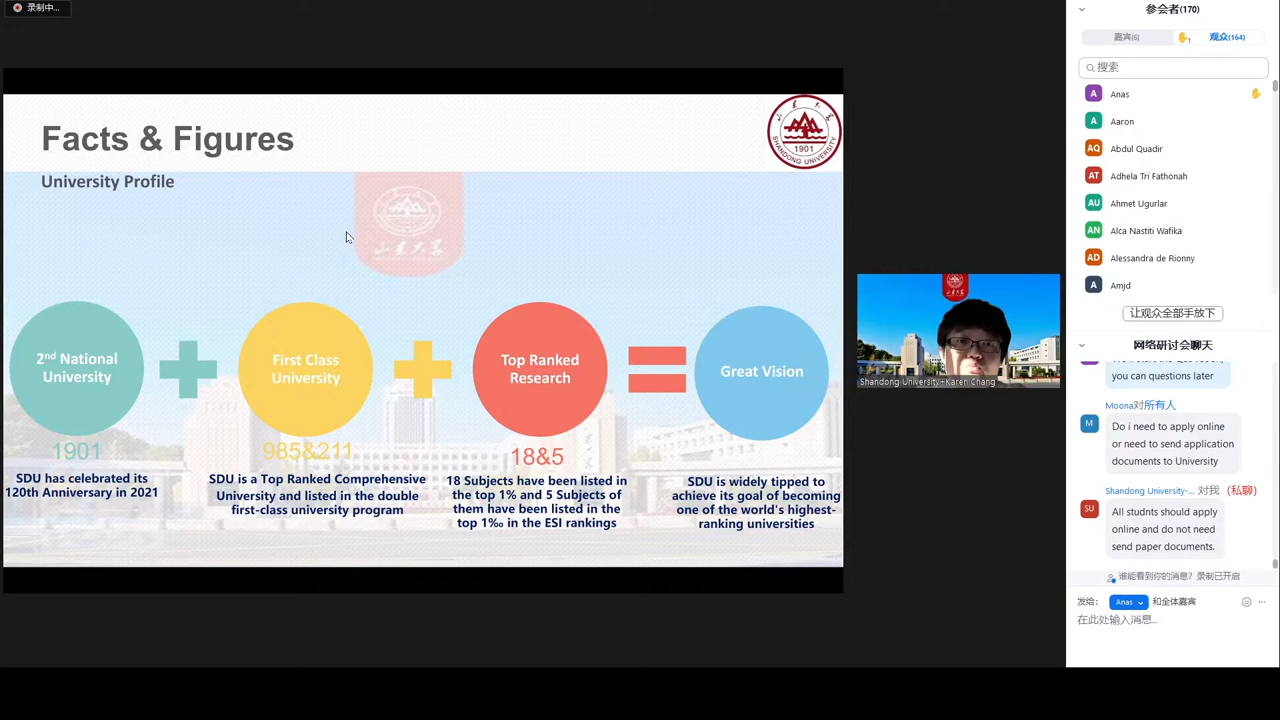 录制中...
Facts & Figures
University Profile
1901
SHANDONG UNIVERSITY
山东大学
2nd National
University
First Class
University
Top Ranked
Research
Great Vision
1901
985&211
18&5
SDU has celebrated its
120th Anniversary in 2021
SDU is a Top Ranked Comprehensive
University and listed in the double
first-class university program
18 Subjects have been listed in
the top 1% and 5 Subjects of
them have been listed in the
top 1‰ in the ESI rankings
SDU is widely tipped to
achieve its goal of becoming
one of the world's highest-
ranking universities
Shandong University+Karen Chang
参会者(170)
嘉宾(6)
1
观众(164)
搜索
A Anas
A Aaron
AQ Abdul Quadir
AT Adhela Tri Fathonah
AU Ahmet Ugurlar
AN Alca Nastiti Wafika
AD Alessandra de Rionny
A Amjd
让观众全部手放下
网络研讨会聊天
you can questions later
Moona对所有人
M
Do i need to apply online
or need to send application
documents to University
Shandong University-... 对我 (私聊)
SU
All studnts should apply
online and do not need
send paper documents.
谁能看到你的消息? 录制已开启
发给: Anas 和全体嘉宾
在此处输入消息...